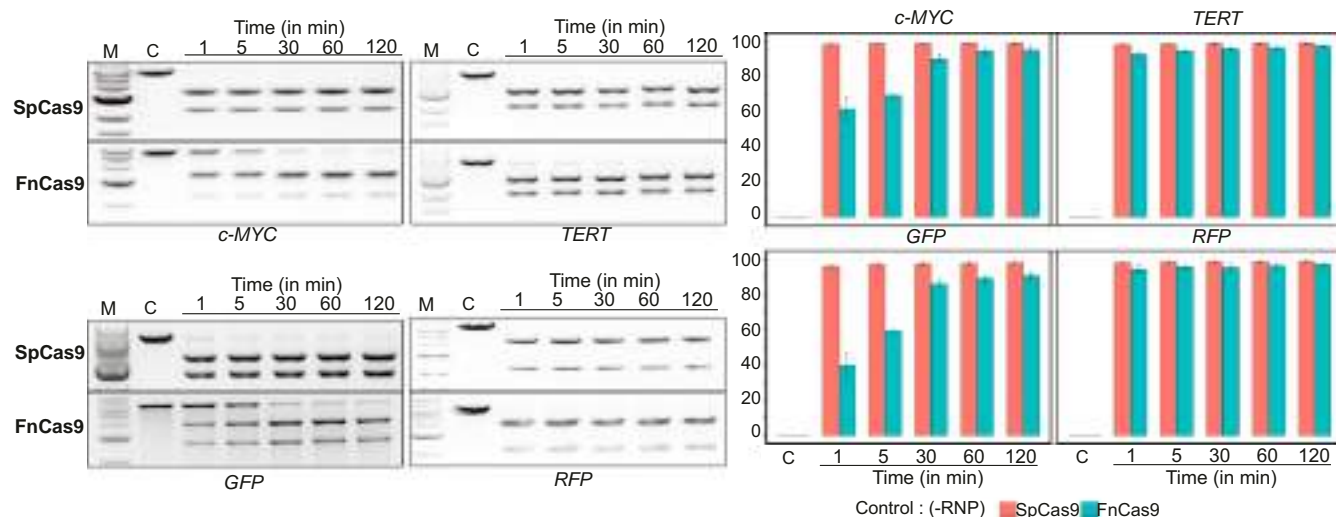 Time (in min)
M C 1 5 30 60 120
SpCas9
FnCas9
c-MYC
Time (in min)
M C 1 5 30 60 120
TERT
Time (in min)
M C 1 5 30 60 120
SpCas9
FnCas9
GFP
Time (in min)
M C 1 5 30 60 120
RFP
c-MYC TERT
100
80
60
40
20
0
GFP RFP
100
80
60
40
20
0
C 1 5 30 60 120 C 1 5 30 60 120
Time (in min) Time (in min)
Control : (-RNP) SpCas9 FnCas9